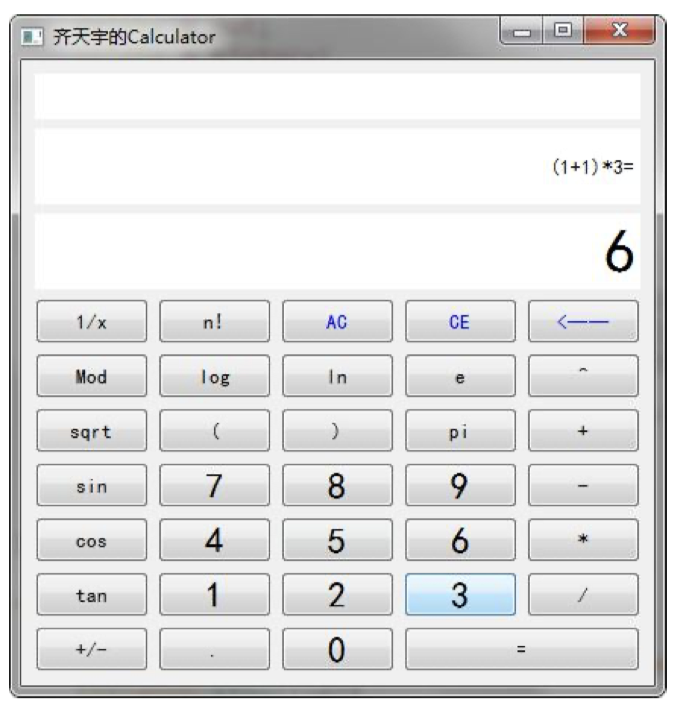 齐天宇的Calculator
(1+1)*3=
6
1/x n! AC CE <——
Mod log ln e ^
sqrt ( ) pi +
sin 7 8 9 -
cos 4 5 6 *
tan 1 2 3 /
+/- . 0 =